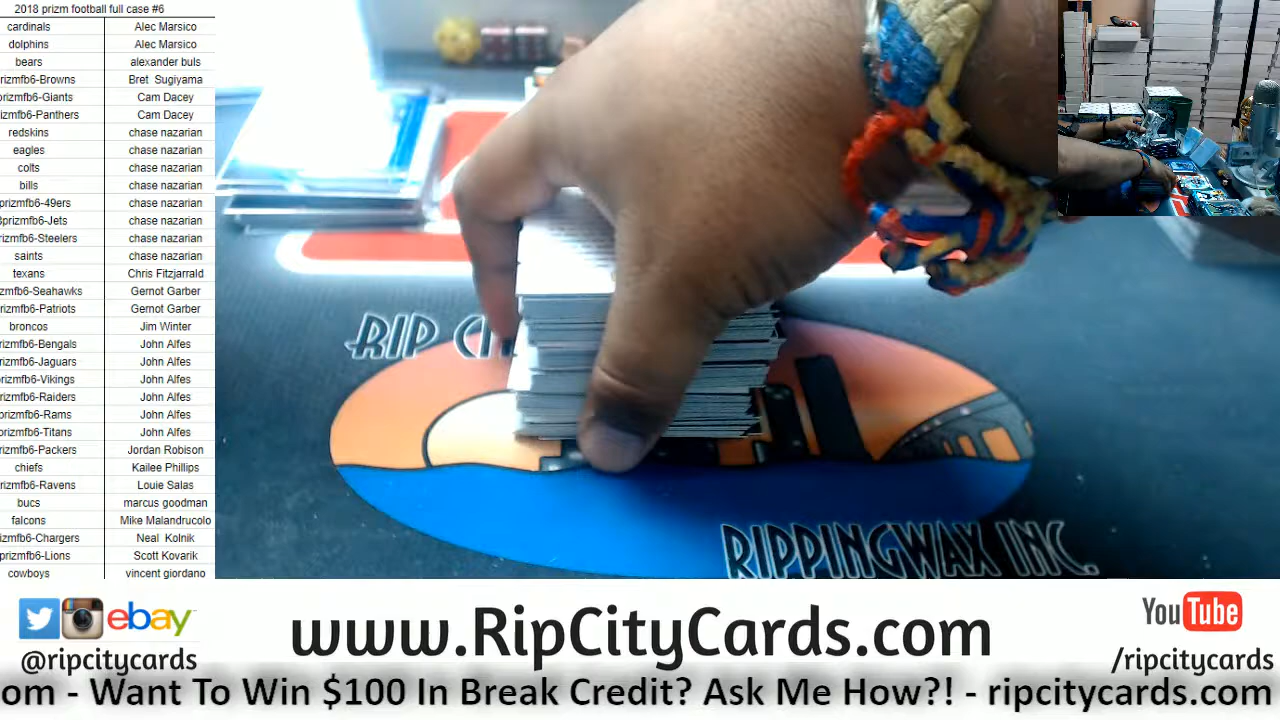 2018 prizm football full case #6
cardinals Alec Marsico
dolphins Alec Marsico
bears alexander buls
rizmfb6-Browns Bret Sugiyama
prizmfb6-Giants Cam Dacey
izmfb6-Panthers Cam Dacey
redskins chase nazarian
eagles chase nazarian
colts chase nazarian
bills chase nazarian
prizmfb6-49ers chase nazarian
prizmfb6-Jets chase nazarian
rizmfb6-Steelers chase nazarian
saints chase nazarian
texans Chris Fitzjarrald
zmfb6-Seahawks Gernot Garber
rizmfb6-Patriots Gernot Garber
broncos Jim Winter
rizmfb6-Bengals John Alfes
rizmfb6-Jaguars John Alfes
rizmfb6-Vikings John Alfes
rizmfb6-Raiders John Alfes
prizmfb6-Rams John Alfes
prizmfb6-Titans John Alfes
rizmfb6-Packers Jordan Robison
chiefs Kailee Phillips
rizmfb6-Ravens Louie Salas
bucs marcus goodman
falcons Mike Malandrucolo
izmfb6-Chargers Neal Kolnik
prizmfb6-Lions Scott Kovarik
cowboys vincent giordano
RIP CI
RIPPINGWAX INC.
ebay
@ripcitycards
www.RipCityCards.com
YouTube
/ripcitycards
om - Want To Win $100 In Break Credit? Ask Me How?! - ripcitycards.com